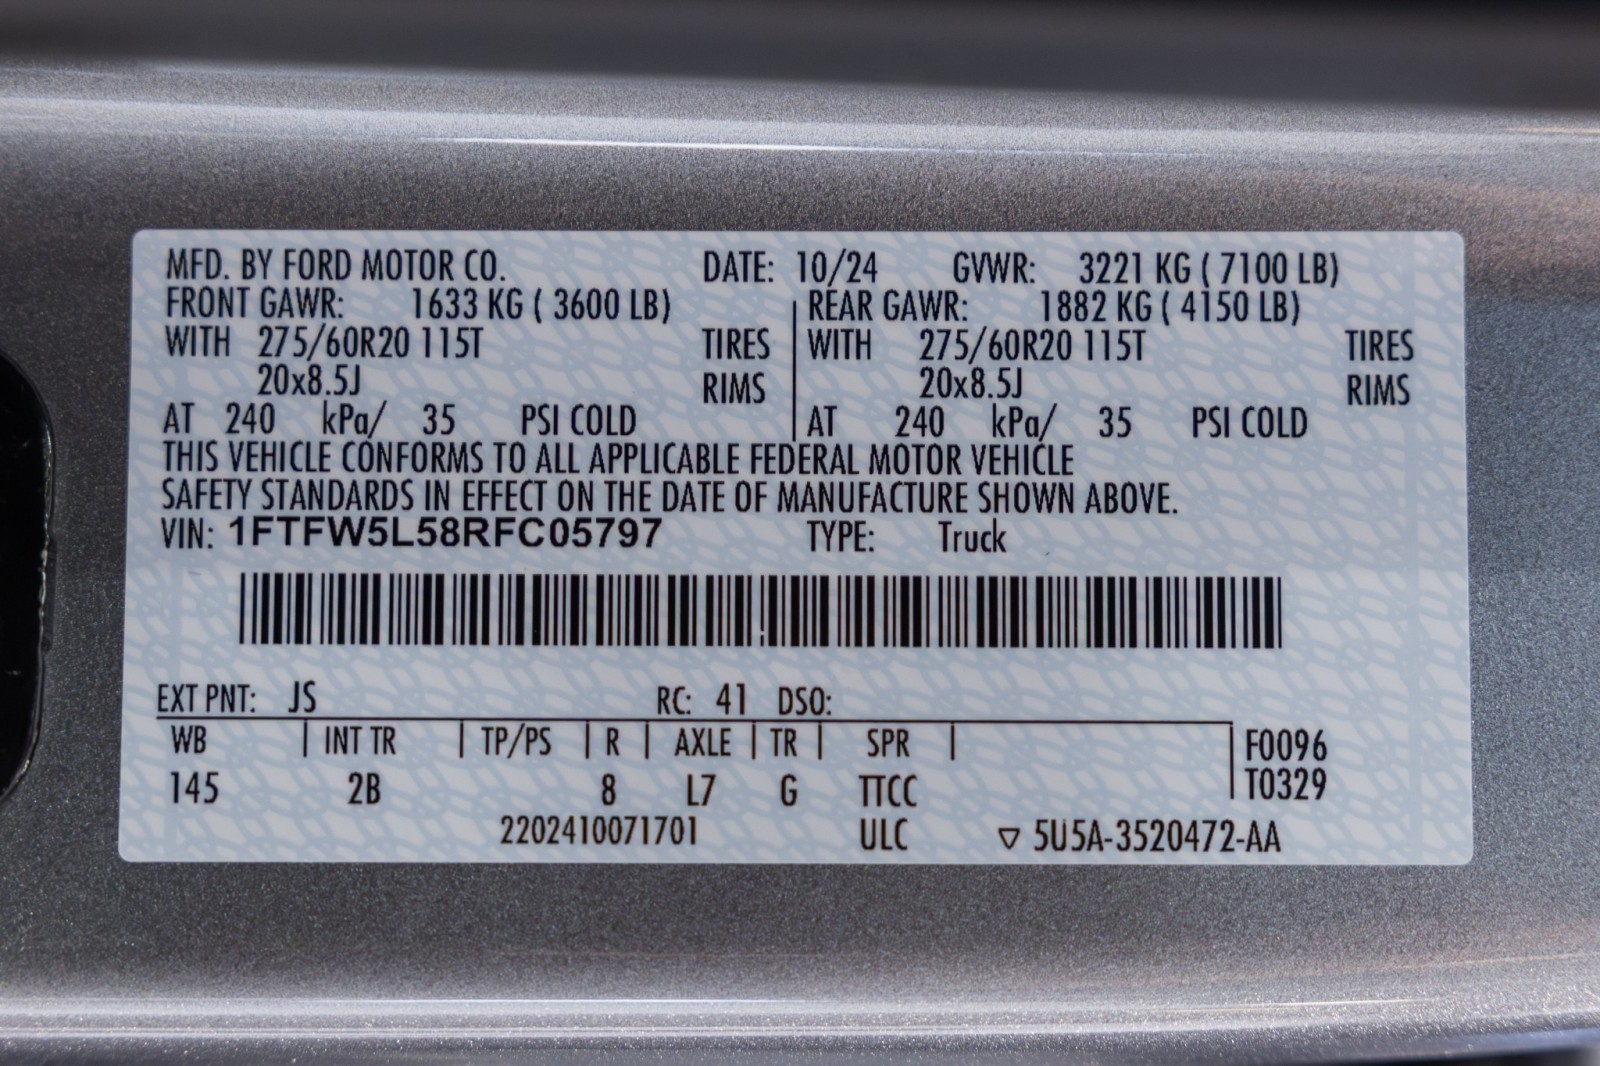 MFD. BY FORD MOTOR CO. DATE: 10/24 GVWR: 3221 KG ( 7100 LB)
FRONT GAWR: 1633 KG ( 3600 LB) REAR GAWR: 1882 KG ( 4150 LB)
WITH 275/60R20 115T TIRES WITH 275/60R20 115T TIRES
20x8.5J RIMS 20x8.5J RIMS
AT 240 kPa/ 35 PSI COLD AT 240 kPa/ 35 PSI COLD
THIS VEHICLE CONFORMS TO ALL APPLICABLE FEDERAL MOTOR VEHICLE
SAFETY STANDARDS IN EFFECT ON THE DATE OF MANUFACTURE SHOWN ABOVE.
VIN: 1FTFW5L58RFC05797 TYPE: Truck
EXT PNT: JS RC: 41 DSO:
WB | INT TR | TP/PS | R | AXLE | TR | SPR | | F0096
145 2B 8 L7 G TTCC | T0329
2202410071701 ULC ▽ 5U5A-3520472-AA